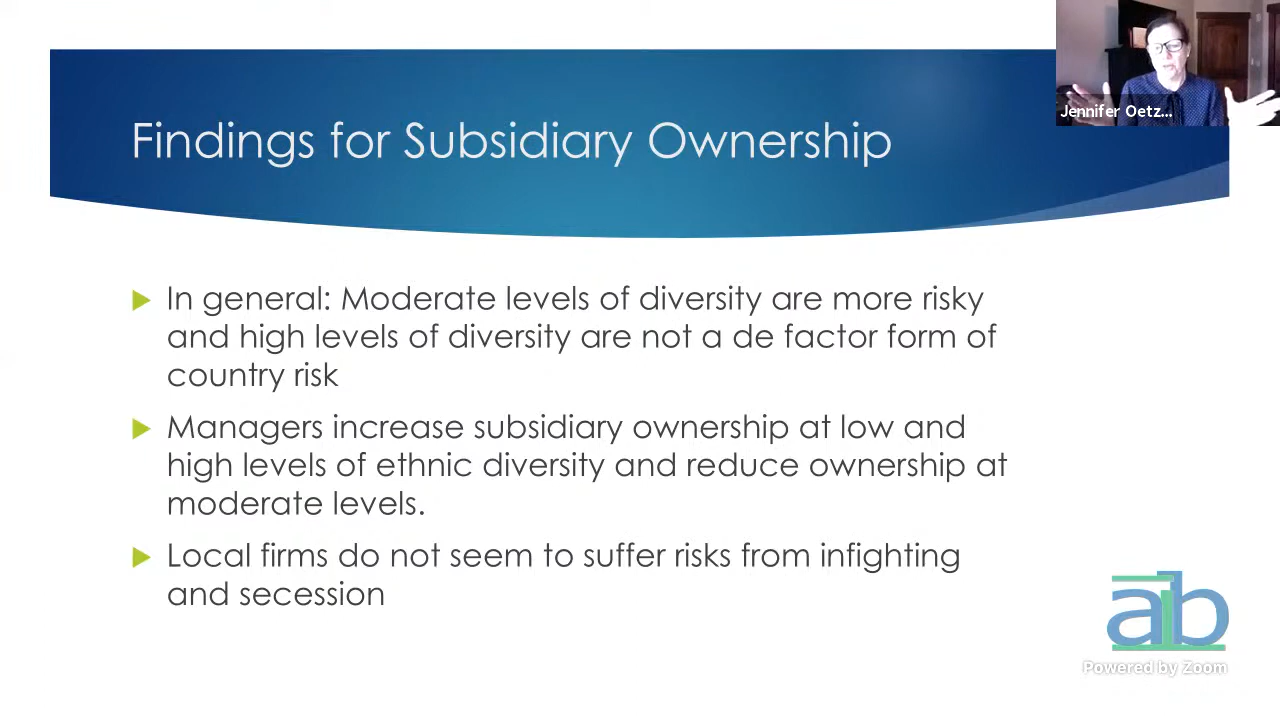 Jennifer Oetz...
Findings for Subsidiary Ownership
In general: Moderate levels of diversity are more risky
and high levels of diversity are not a de factor form of
country risk
Managers increase subsidiary ownership at low and
high levels of ethnic diversity and reduce ownership at
moderate levels.
Local firms do not seem to suffer risks from infighting
and secession
aib
Powered by Zoom